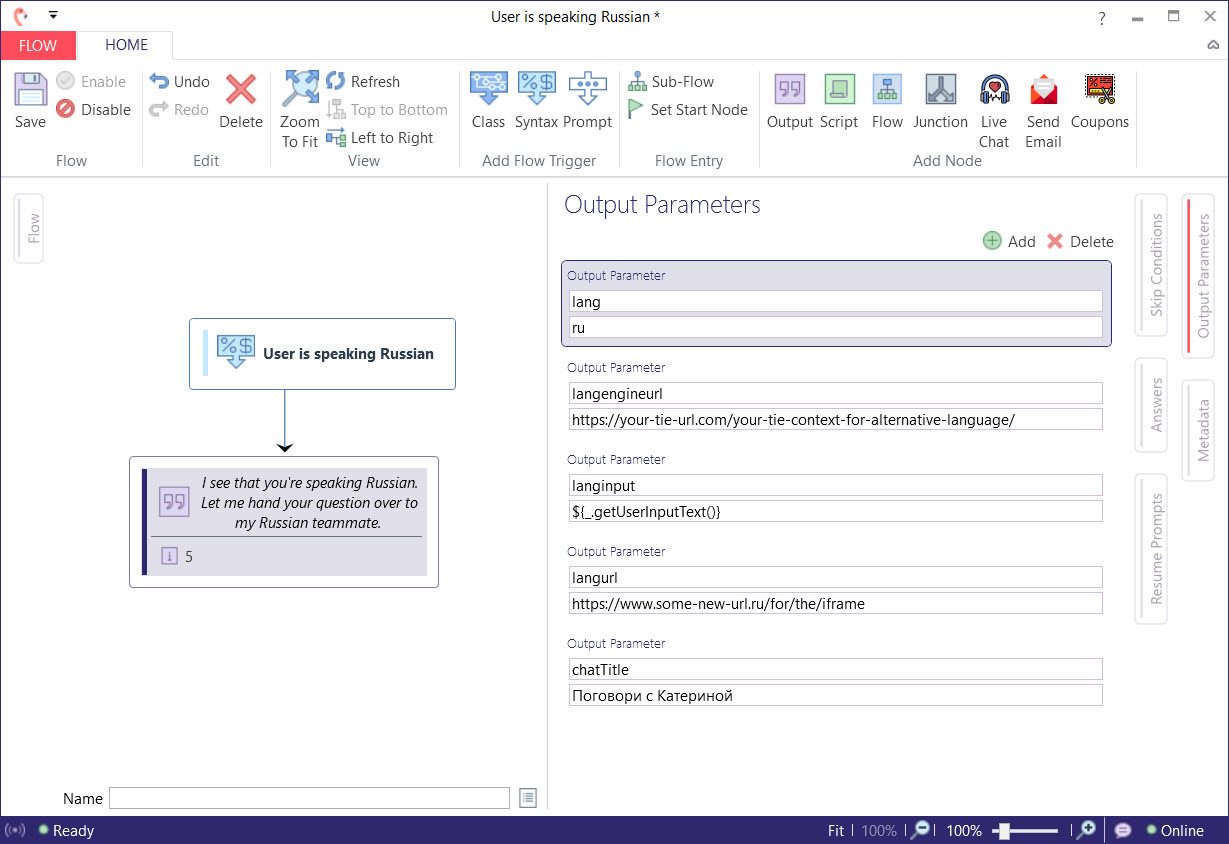 User is speaking Russian *
?
FLOW
HOME
Save
Enable
Disable
Flow
Undo
Redo
Delete
Edit
Zoom
To Fit
Refresh
Top to Bottom
Left to Right
View
Class
Syntax
Prompt
Add Flow Trigger
Sub-Flow
Set Start Node
Flow Entry
Output
Script
Flow
Junction
Live
Chat
Send
Email
Coupons
Add Node
Flow
%$ User is speaking Russian
I see that you're speaking Russian.
Let me hand your question over to
my Russian teammate.
i 5
Name
Output Parameters
Add
Delete
Output Parameter
lang
ru
Output Parameter
langengineurl
https://your-tie-url.com/your-tie-context-for-alternative-language/
Output Parameter
langinput
${_.getUserInputText()}
Output Parameter
langurl
https://www.some-new-url.ru/for/the/iframe
Output Parameter
chatTitle
Поговори с Катериной
Skip Conditions
Answers
Resume Prompts
Output Parameters
Metadata
Ready
Fit
100%
100%
Online